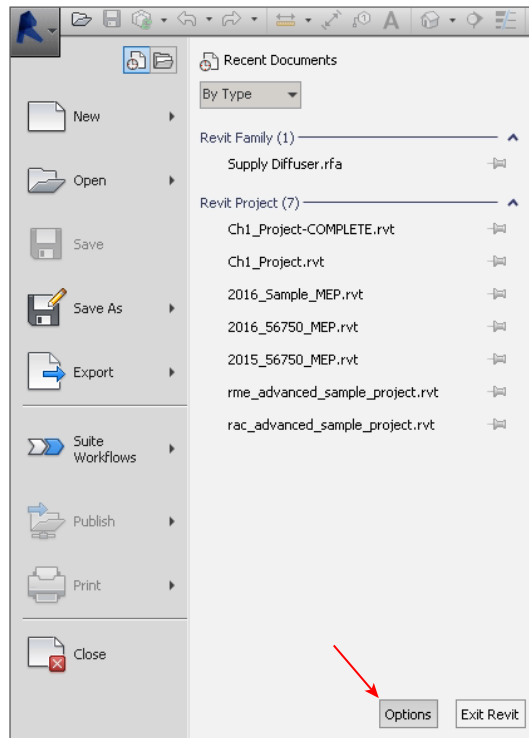 New
Open
Save
Save As
Export
Suite
Workflows
Publish
Print
Close
Recent Documents
By Type
Revit Family (1)
Supply Diffuser.rfa
Revit Project (7)
Ch1_Project-COMPLETE.rvt
Ch1_Project.rvt
2016_Sample_MEP.rvt
2016_56750_MEP.rvt
2015_56750_MEP.rvt
rme_advanced_sample_project.rvt
rac_advanced_sample_project.rvt
Options
Exit Revit